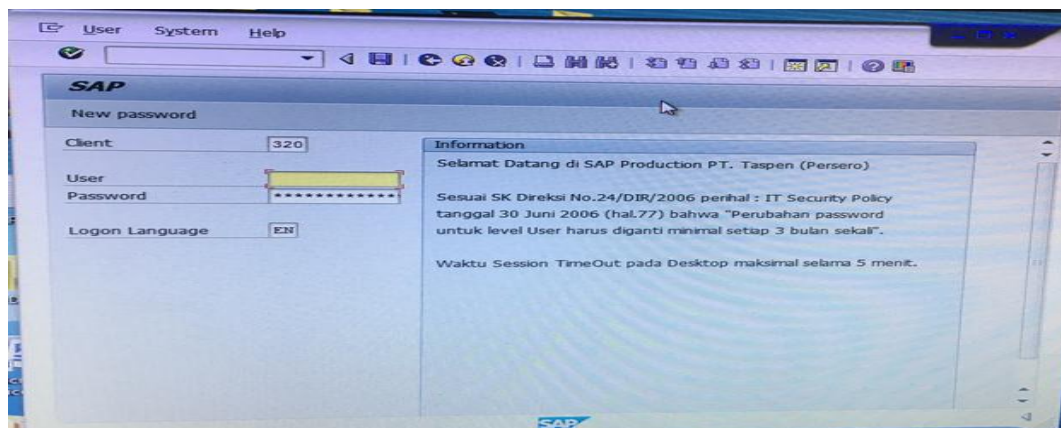 User System Help
SAP
New password
Client 320
User
Password ************
Logon Language EN
Information
Selamat Datang di SAP Production PT. Taspen (Persero)
Sesuai SK Direksi No.24/DIR/2006 perihal : IT Security Policy
tanggal 30 Juni 2006 (hal.77) bahwa "Perubahan password
untuk level User harus diganti minimal setiap 3 bulan sekali".
Waktu Session TimeOut pada Desktop maksimal selama 5 menit.
SAP